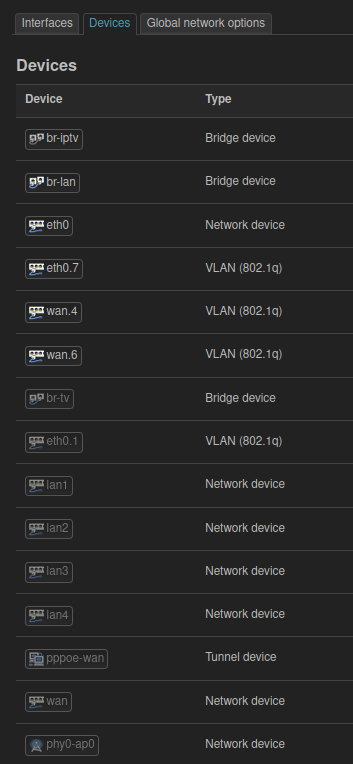 Interfaces Devices Global network options
Devices
Device Type
br-iptv Bridge device
br-lan Bridge device
eth0 Network device
eth0.7 VLAN (802.1q)
wan.4 VLAN (802.1q)
wan.6 VLAN (802.1q)
br-tv Bridge device
eth0.1 VLAN (802.1q)
lan1 Network device
lan2 Network device
lan3 Network device
lan4 Network device
pppoe-wan Tunnel device
wan Network device
phy0-ap0 Network device